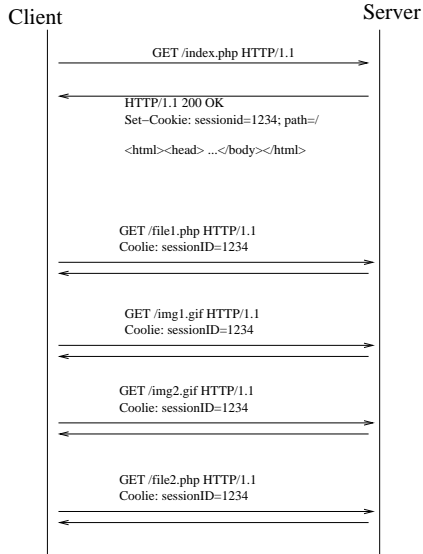 Client
Server
GET /index.php HTTP/1.1
HTTP/1.1 200 OK
Set−Cookie: sessionid=1234; path=/
<html><head> ...</body></html>
GET /file1.php HTTP/1.1
Coolie: sessionID=1234
GET /img1.gif HTTP/1.1
Coolie: sessionID=1234
GET /img2.gif HTTP/1.1
Coolie: sessionID=1234
GET /file2.php HTTP/1.1
Coolie: sessionID=1234